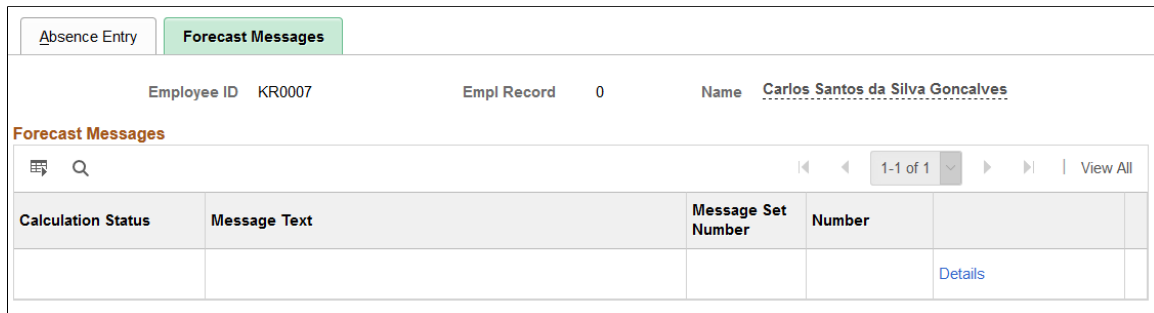 Absence Entry Forecast Messages
Employee ID KR0007 Empl Record 0 Name Carlos Santos da Silva Goncalves
Forecast Messages
1-1 of 1 | View All
Calculation Status Message Text Message Set Number Number
Details